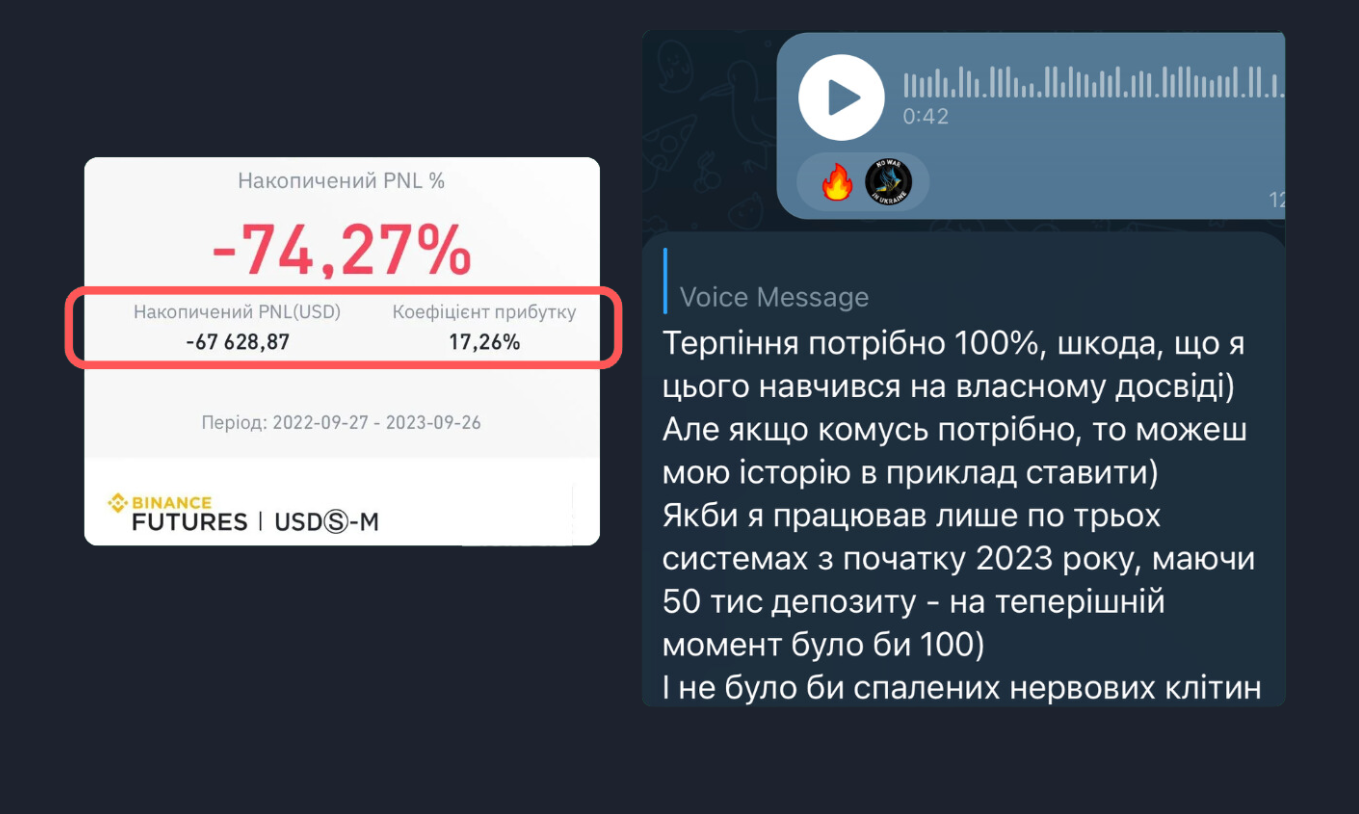 Накопичений PNL %
-74,27%
Накопичений PNL(USD) Коефіцієнт прибутку
-67 628,87 17,26%
Період: 2022-09-27 - 2023-09-26
BINANCE
FUTURES | USDⓈ-M
0:42
NO WAR
IN UKRAINE
12
Voice Message
Терпіння потрібно 100%, шкода, що я
цього навчився на власному досвіді)
Але якщо комусь потрібно, то можеш
мою історію в приклад ставити)
Якби я працював лише по трьох
системах з початку 2023 року, маючи
50 тис депозиту - на теперішній
момент було би 100)
І не було би спалених нервових клітин